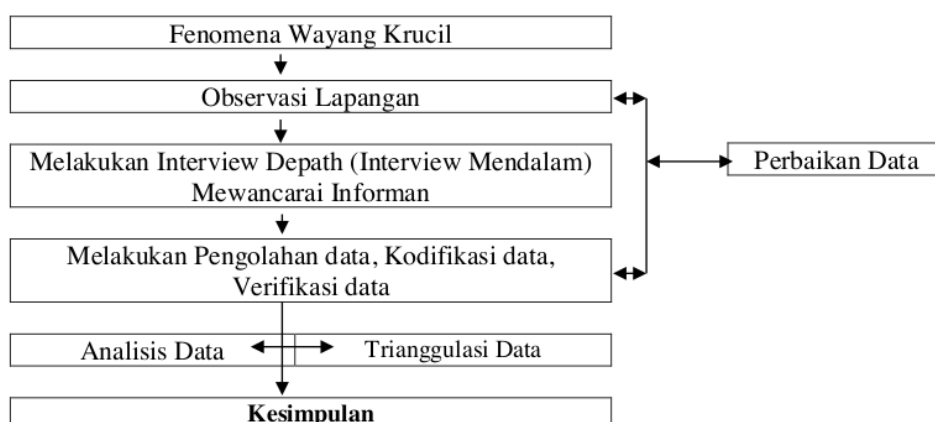 Fenomena Wayang Krucil
Observasi Lapangan
Melakukan Interview Depath (Interview Mendalam)
Mewancarai Informan
Perbaikan Data
Melakukan Pengolahan data, Kodifikasi data,
Verifikasi data
Analisis Data
Trianggulasi Data
Kesimpulan